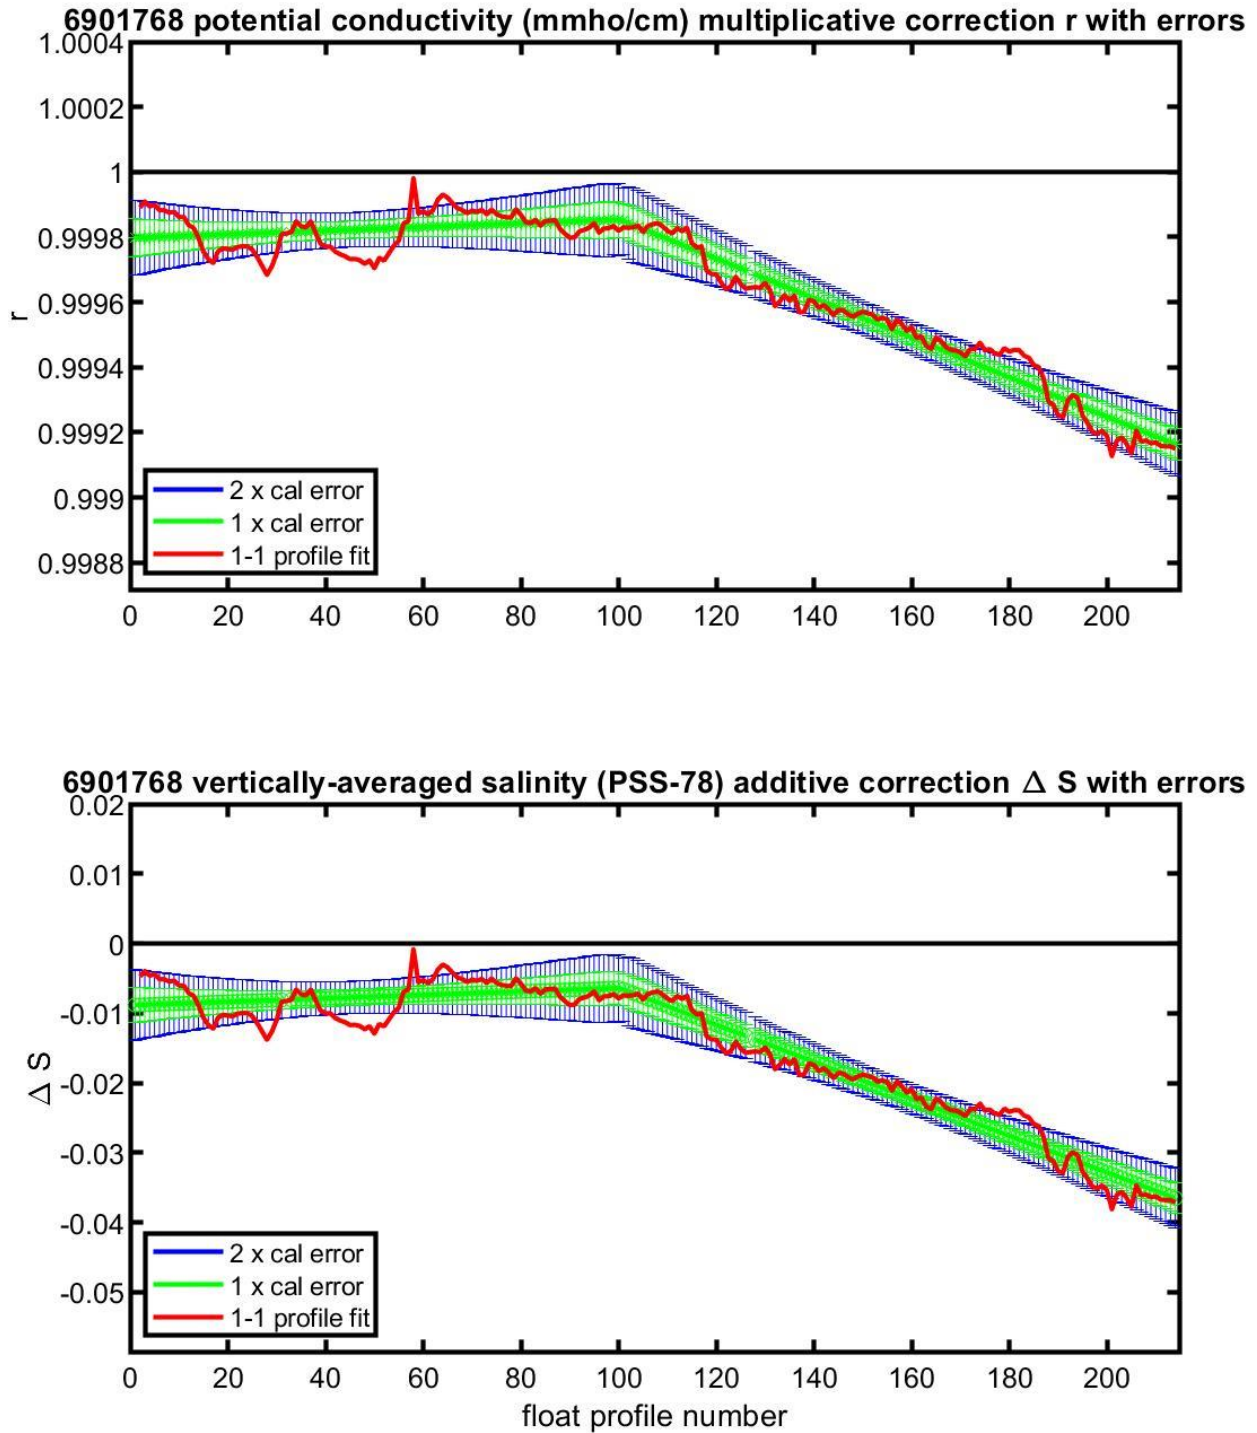 6901768 potential conductivity (mmho/cm) multiplicative correction r with errors
1.0004
1.0002
1
0.9998
0.9996
0.9994
0.9992
0.999
0.9988
r
2 x cal error
1 x cal error
1-1 profile fit
0 20 40 60 80 100 120 140 160 180 200
6901768 vertically-averaged salinity (PSS-78) additive correction Δ S with errors
0.02
0.01
0
-0.01
-0.02
-0.03
-0.04
-0.05
Δ S
2 x cal error
1 x cal error
1-1 profile fit
0 20 40 60 80 100 120 140 160 180 200
float profile number